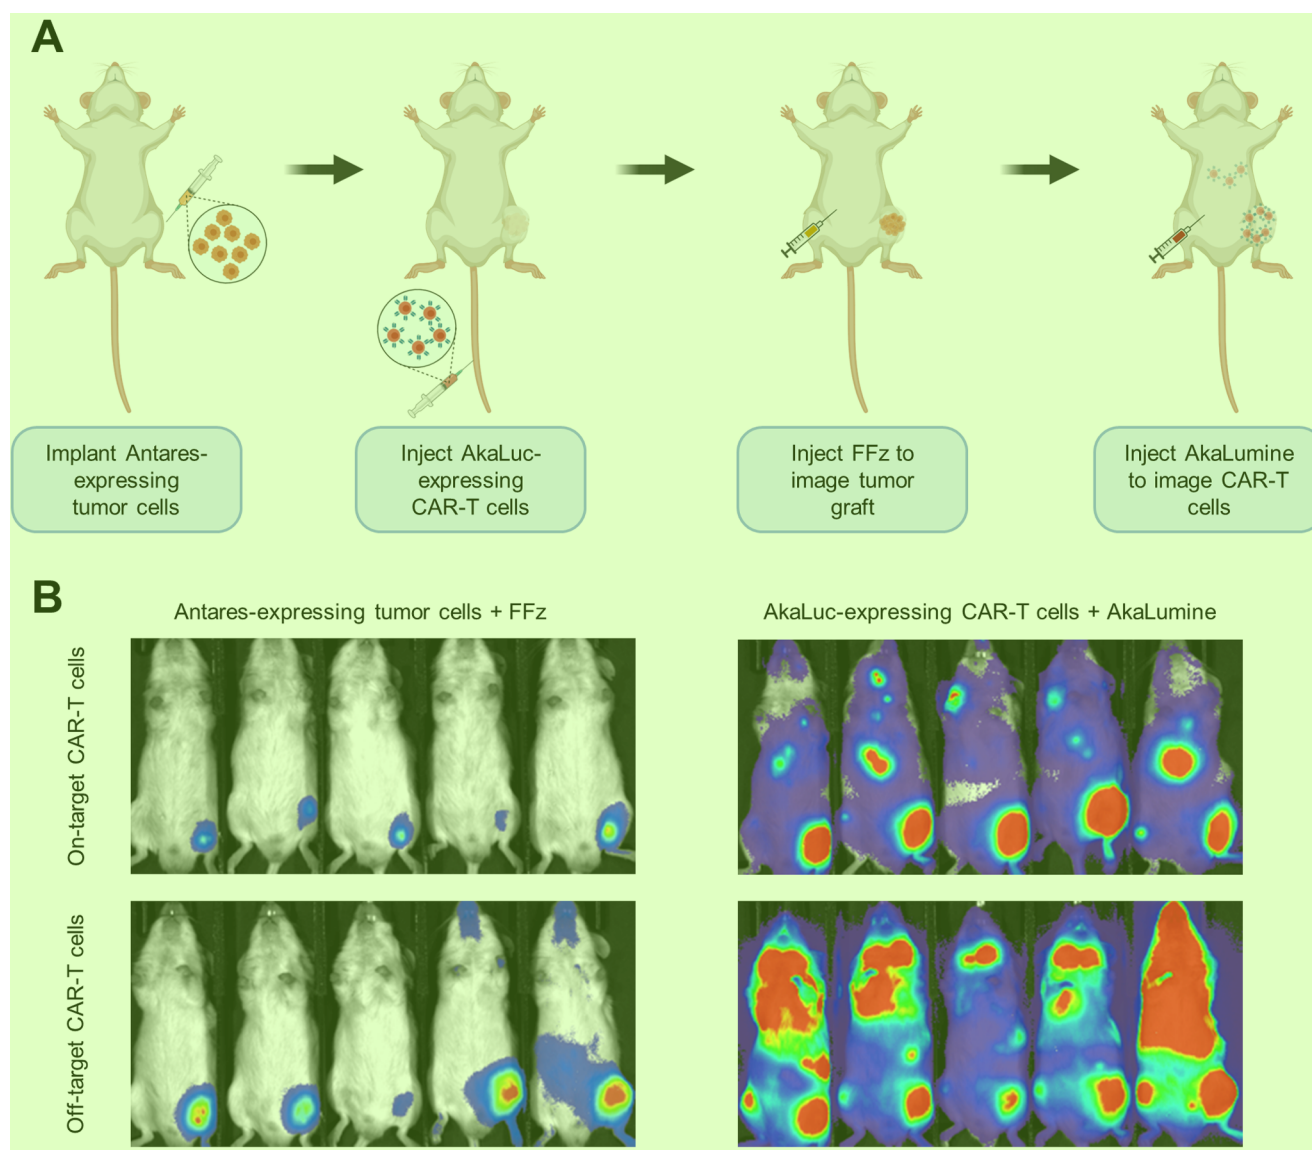 A
Implant Antares-
expressing
tumor cells
Inject AkaLuc-
expressing
CAR-T cells
Inject FFz to
image tumor
graft
Inject AkaLumine
to image CAR-T
cells
B
Antares-expressing tumor cells + FFz
AkaLuc-expressing CAR-T cells + AkaLumine
On-target CAR-T cells
Off-target CAR-T cells